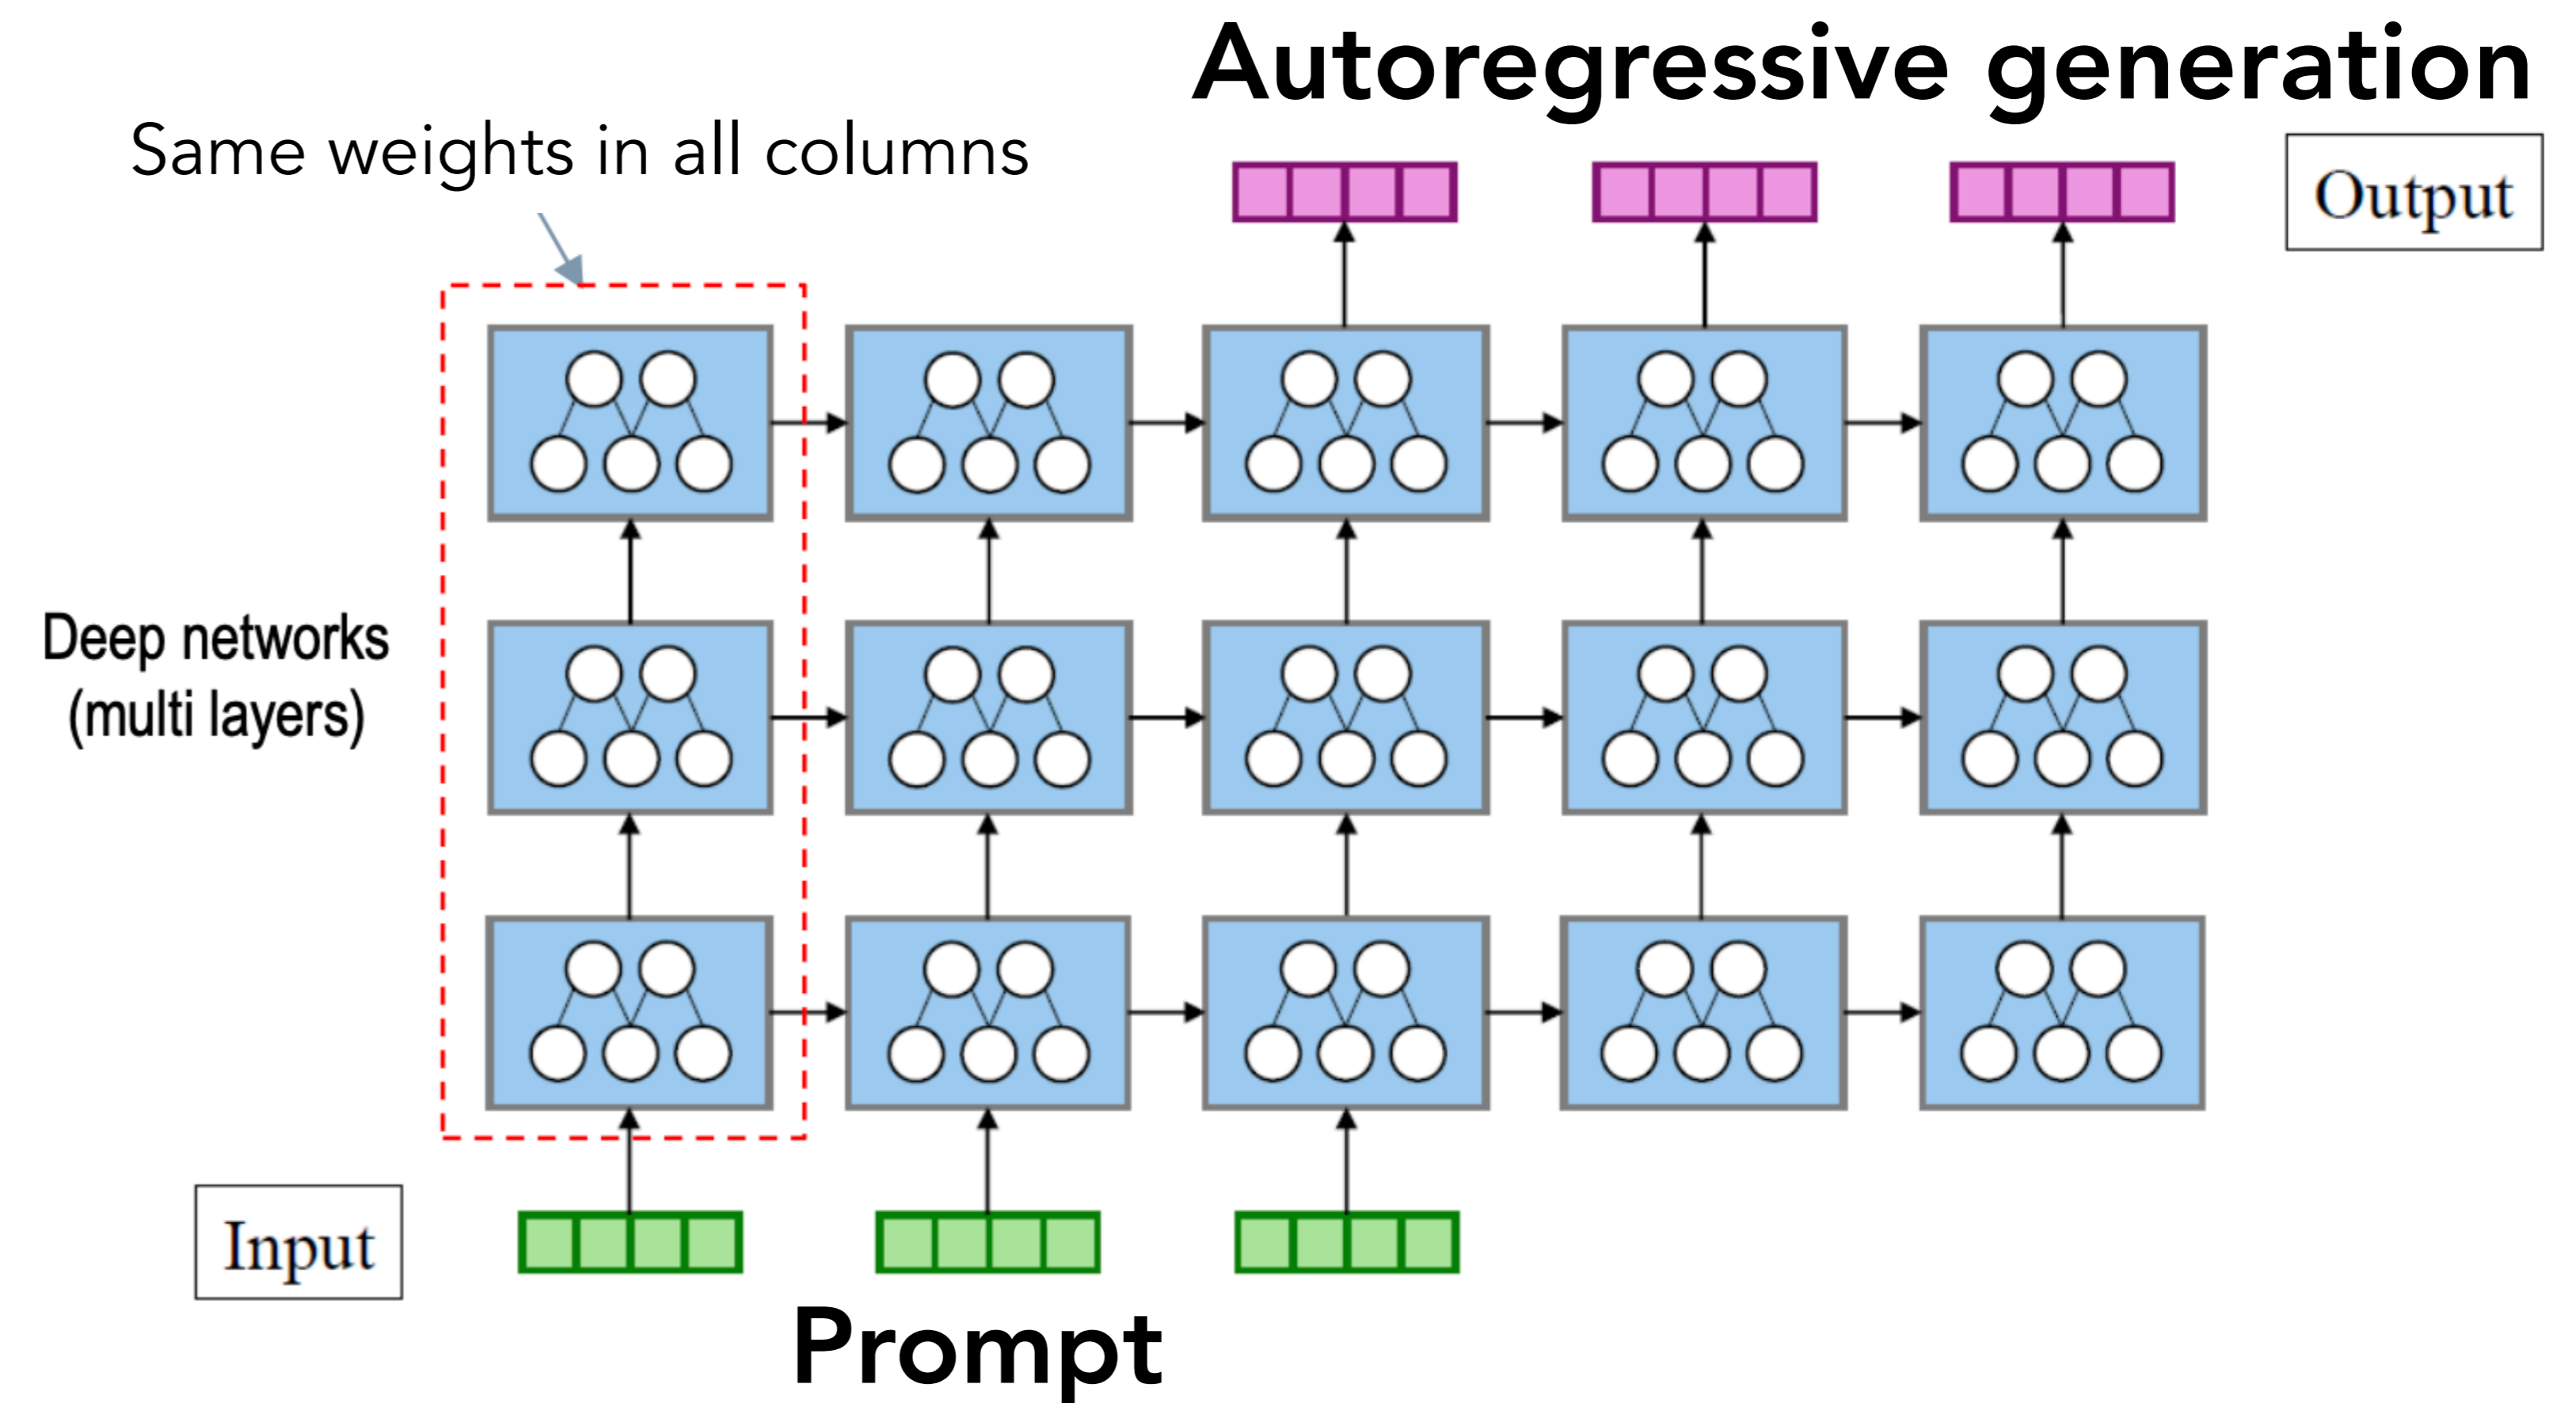 Autoregressive generation
Same weights in all columns
Output
Deep networks
(multi layers)
Input
Prompt